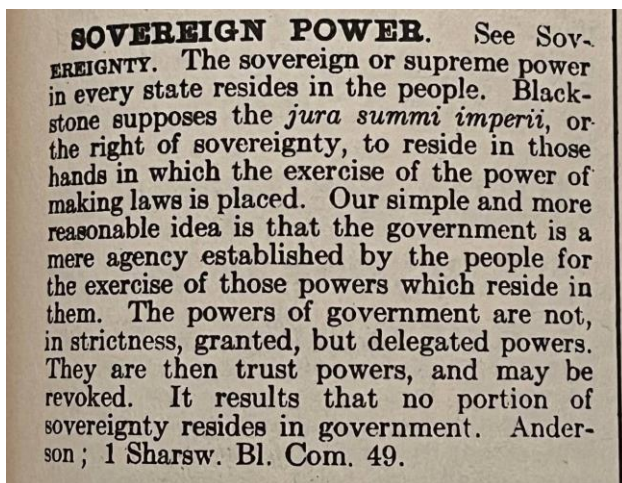 SOVEREIGN POWER. See Sov-
EREIGNTY. The sovereign or supreme power
in every state resides in the people. Black-
stone supposes the jura summi imperii, or
the right of sovereignty, to reside in those
hands in which the exercise of the power of
making laws is placed. Our simple and more
reasonable idea is that the government is a
mere agency established by the people for
the exercise of those powers which reside in
them. The powers of government are not,
in strictness, granted, but delegated powers.
They are then trust powers, and may be
revoked. It results that no portion of
sovereignty resides in government. Ander-
son; 1 Sharsw. Bl. Com. 49.